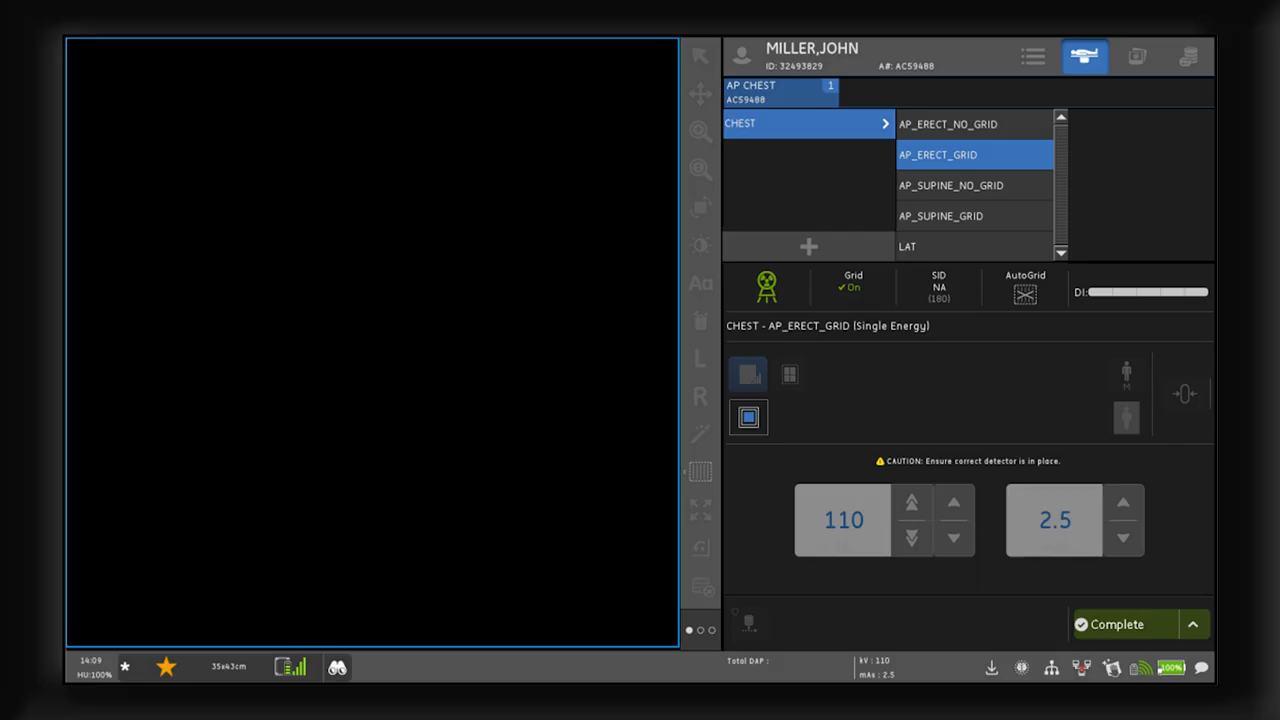 MILLER,JOHN
ID: 32493829 A#: AC59488
AP CHEST 1
AC59488
CHEST
AP_ERECT_NO_GRID
AP_ERECT_GRID
AP_SUPINE_NO_GRID
AP_SUPINE_GRID
LAT
Grid
On
SID
NA
(180)
AutoGrid
DI:
CHEST - AP_ERECT_GRID (Single Energy)
M
CAUTION: Ensure correct detector is in place.
110
2.5
Aa
L
R
Complete
14:09
HU:100%
35x43cm
Total DAP :
kV : 110
mAs : 2.5
100%